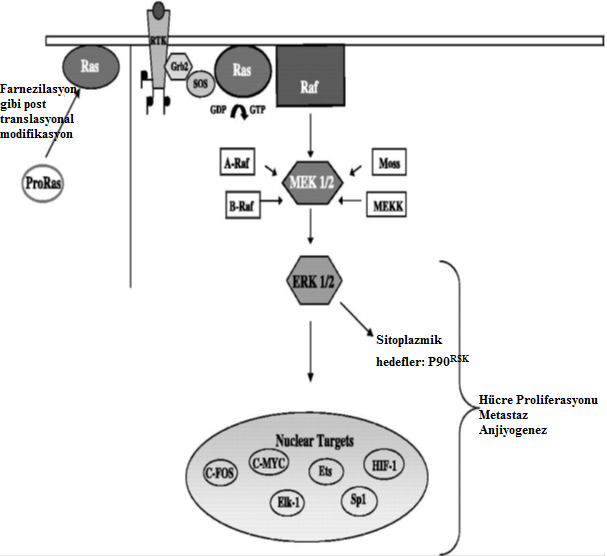 RTK
Ras
Grb2
SOS
Ras
Raf
GDP
GTP
Farnezilasyon
gibi post
translasyonal
modifikasyon
ProRas
A-Raf
Moss
MEK 1/2
B-Raf
MEKK
ERK 1/2
Sitoplazmik
hedefler: P90RSK
Hücre Proliferasyonu
Metastaz
Anjiyogenez
Nuclear Targets
C-FOS
C-MYC
Ets
HIF-1
Elk-1
Sp1